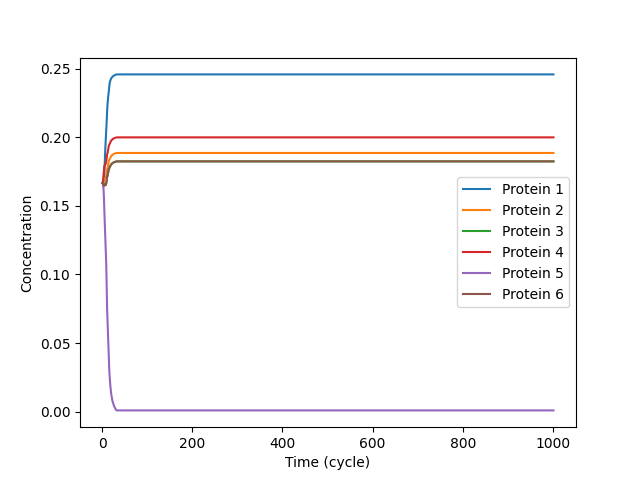 0.25
0.20
0.15
0.10
0.05
0.00
Concentration
0
200
400
600
800
1000
Time (cycle)
Protein 1
Protein 2
Protein 3
Protein 4
Protein 5
Protein 6